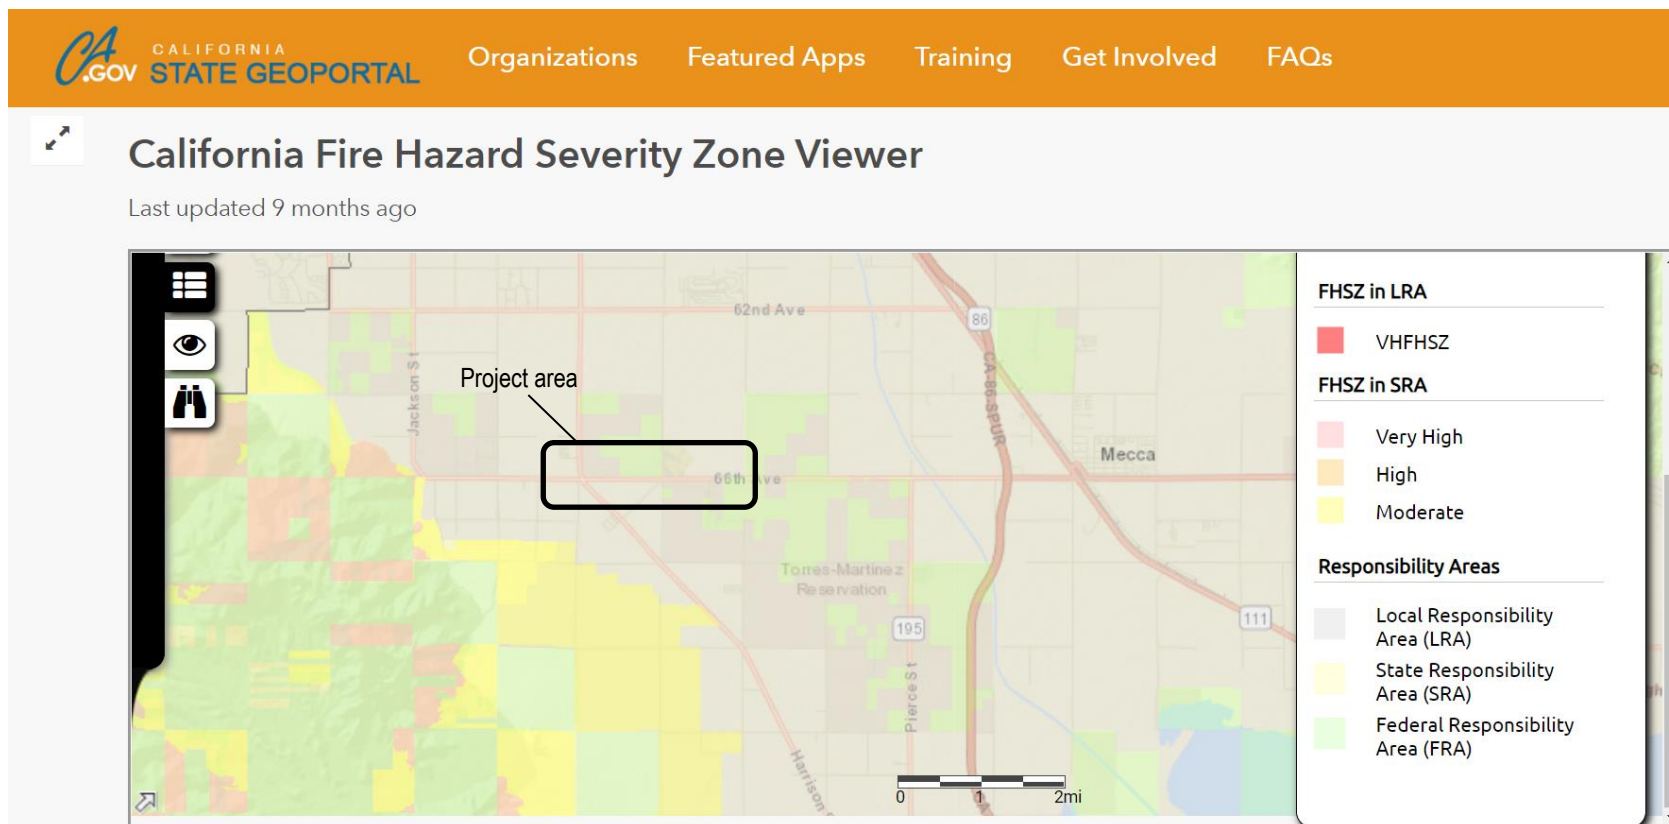 CA
.GOV
CALIFORNIA
STATE GEOPORTAL
Organizations
Featured Apps
Training
Get Involved
FAQs
California Fire Hazard Severity Zone Viewer
Last updated 9 months ago
62nd Ave
86
Jackson St
Project area
CA-86-SPUR
Mecca
66th Ave
Torres-Martinez
Reservation
195
111
Pierce St
Harrison
0
1
2mi
FHSZ in LRA
VHFHSZ
FHSZ in SRA
Very High
High
Moderate
Responsibility Areas
Local Responsibility
Area (LRA)
State Responsibility
Area (SRA)
Federal Responsibility
Area (FRA)